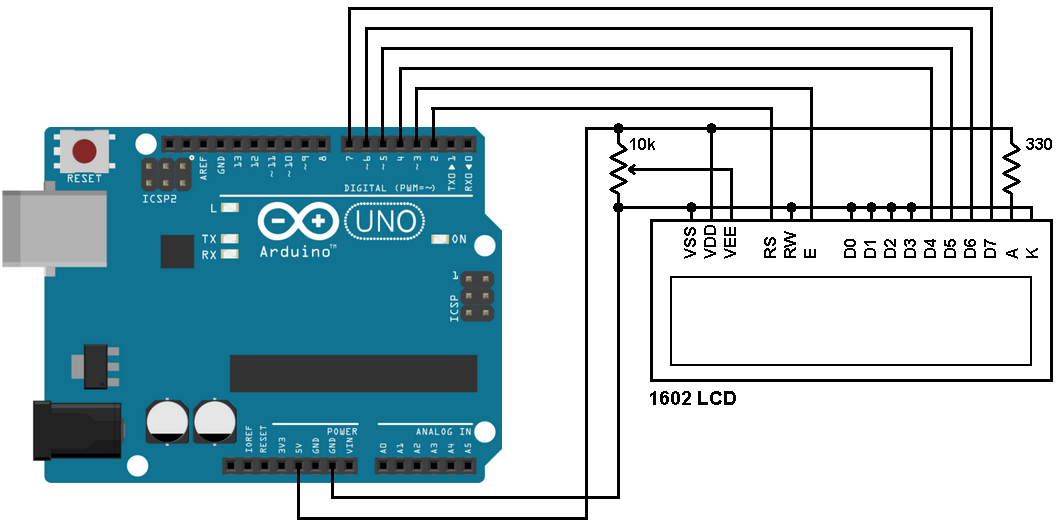 10k
330
RESET
ICSP2
AREF
GND
13
12
~11
~10
~9
8
7
~6
~5
4
~3
2
TX0▶1
RX0◀0
DIGITAL (PWM=~)
L
TX
RX
UNO
Arduino™
ON
1
ICSP
VSS
VDD
VEE
RS
RW
E
D0
D1
D2
D3
D4
D5
D6
D7
A
K
1602 LCD
POWER
ANALOG IN
IOREF
RESET
3V3
5V
GND
GND
VIN
A0
A1
A2
A3
A4
A5